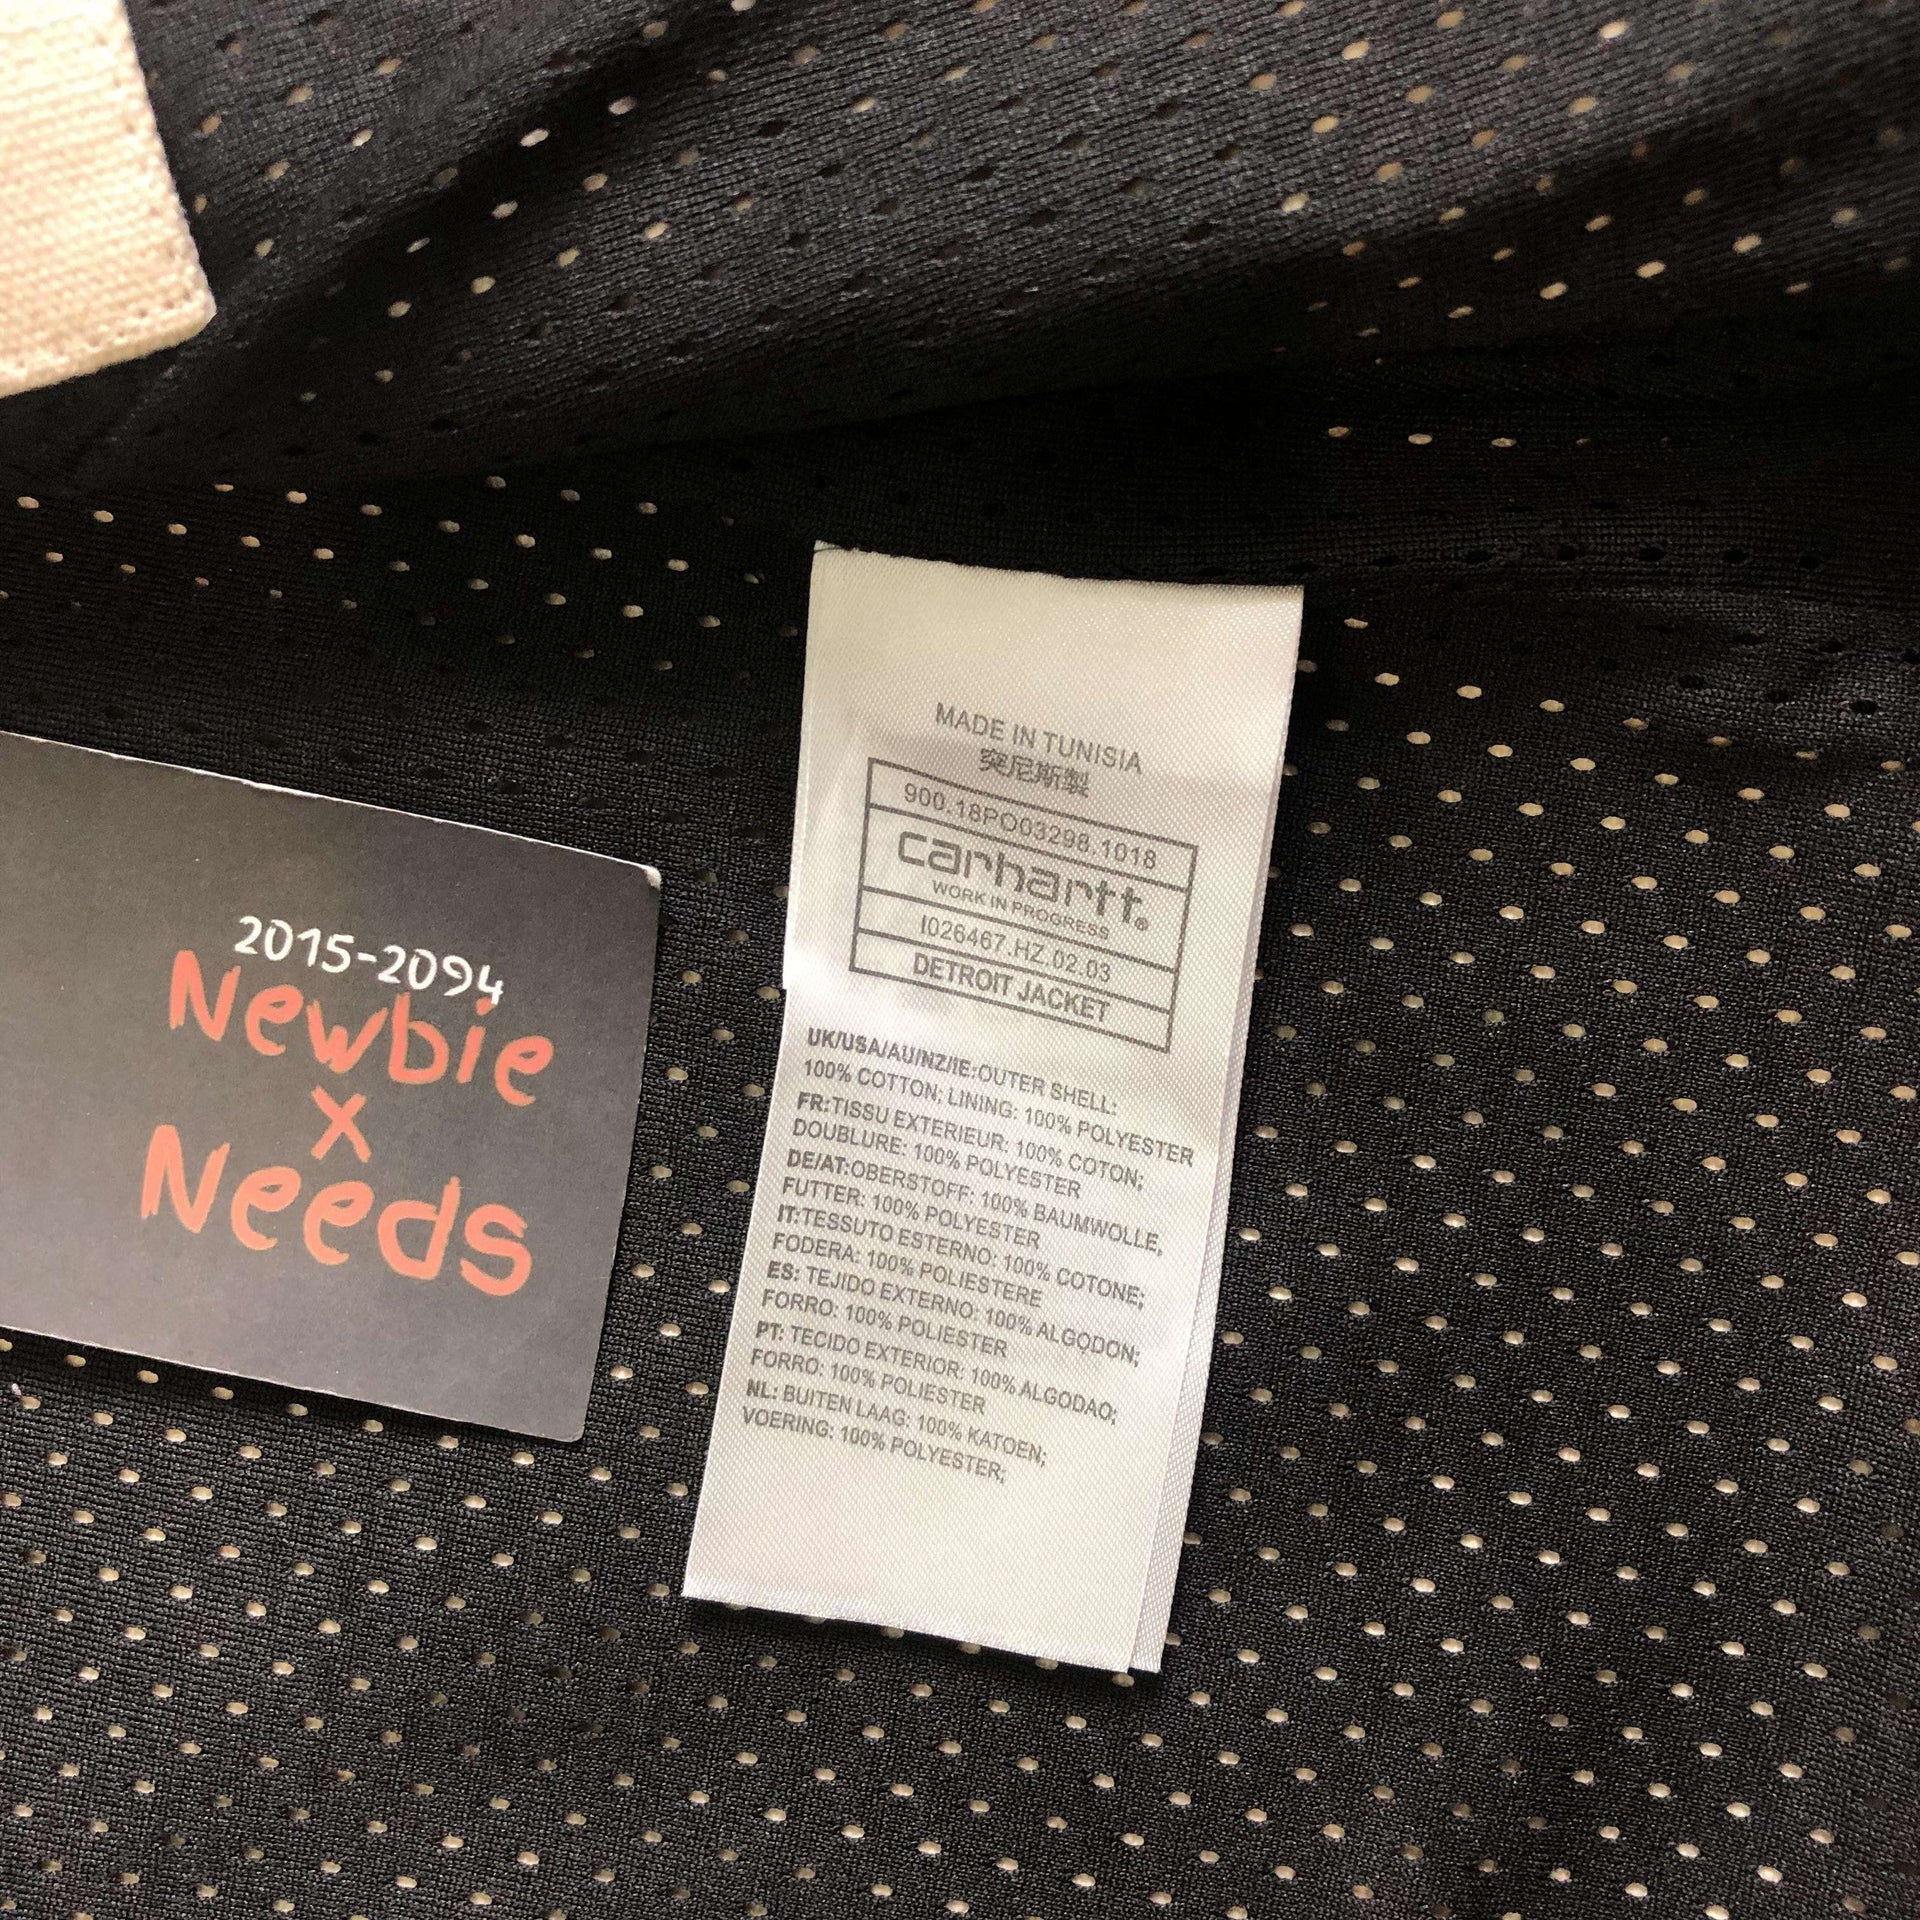 MADE IN TUNISIA
突尼斯製
900.18PO03298.1018
carhartt®
WORK IN PROGRESS
I026467.HZ.02.03
DETROIT JACKET
UK/USA/AU/NZ/IE:OUTER SHELL:
100% COTTON; LINING: 100% POLYESTER
FR:TISSU EXTERIEUR: 100% COTON;
DOUBLURE: 100% POLYESTER
DE/AT:OBERSTOFF: 100% BAUMWOLLE,
FUTTER: 100% POLYESTER
IT:TESSUTO ESTERNO: 100% COTONE;
FODERA: 100% POLIESTERE
ES: TEJIDO EXTERNO: 100% ALGODON;
FORRO: 100% POLIESTER
PT: TECIDO EXTERIOR: 100% ALGODAO;
FORRO: 100% POLIESTER
NL: BUITEN LAAG: 100% KATOEN;
VOERING: 100% POLYESTER;
2015-2094
Newbie
x
Needs